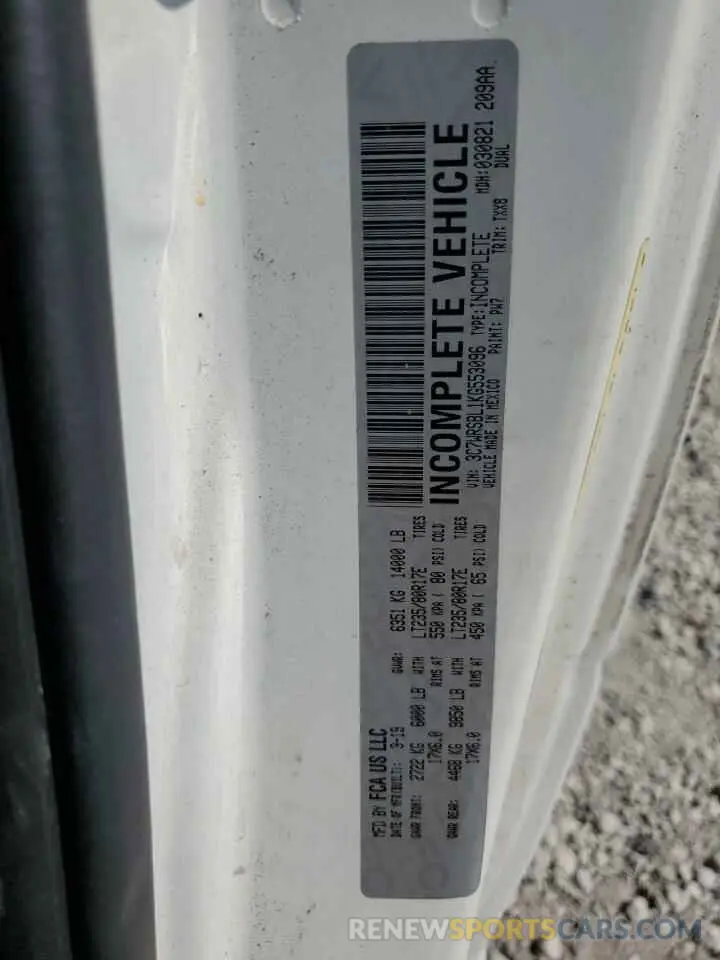 MFD BY FCA US LLC
DATE OF MFR(BUILT): 3-19 GVWR: 6351 KG 14000 LB
GAWR FRONT: 2722 KG 6000 LB WITH LT235/80R17E TIRES
17X6.0 RIMS AT 550 KPA ( 80 PSI) COLD
GAWR REAR: 4468 KG 9850 LB WITH LT235/80R17E TIRES
17X6.0 RIMS AT 450 KPA ( 65 PSI) COLD
INCOMPLETE VEHICLE
VIN: 3C7WRSBL1KG553096 TYPE: INCOMPLETE MDH: 030821 209AA
VEHICLE MADE IN MEXICO PAINT: PW7 TRIM: TXX8 DUAL
RENEWSPORTSCARS.COM